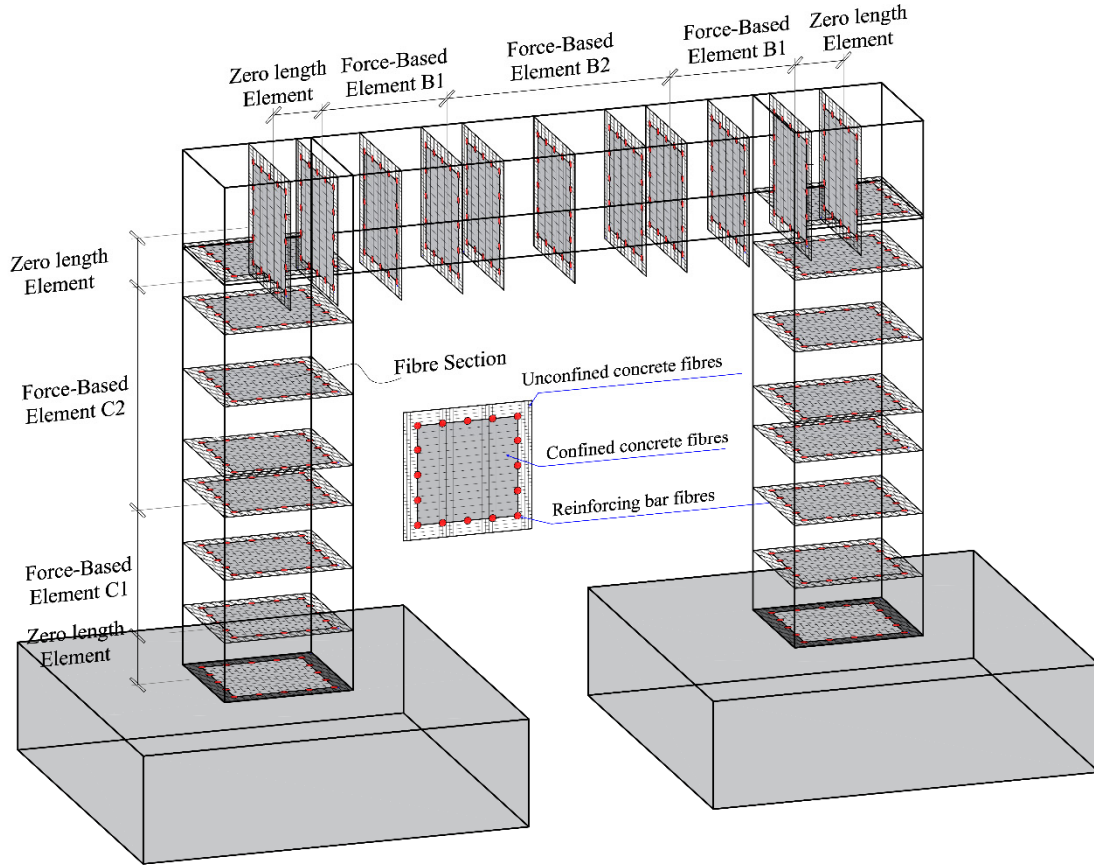 Zero length
Element
Force-Based
Element B1
Force-Based
Element B2
Force-Based
Element B1
Zero length
Element
Zero length
Element
Force-Based
Element C2
Force-Based
Element C1
Zero length
Element
Fibre Section
Unconfined concrete fibres
Confined concrete fibres
Reinforcing bar fibres